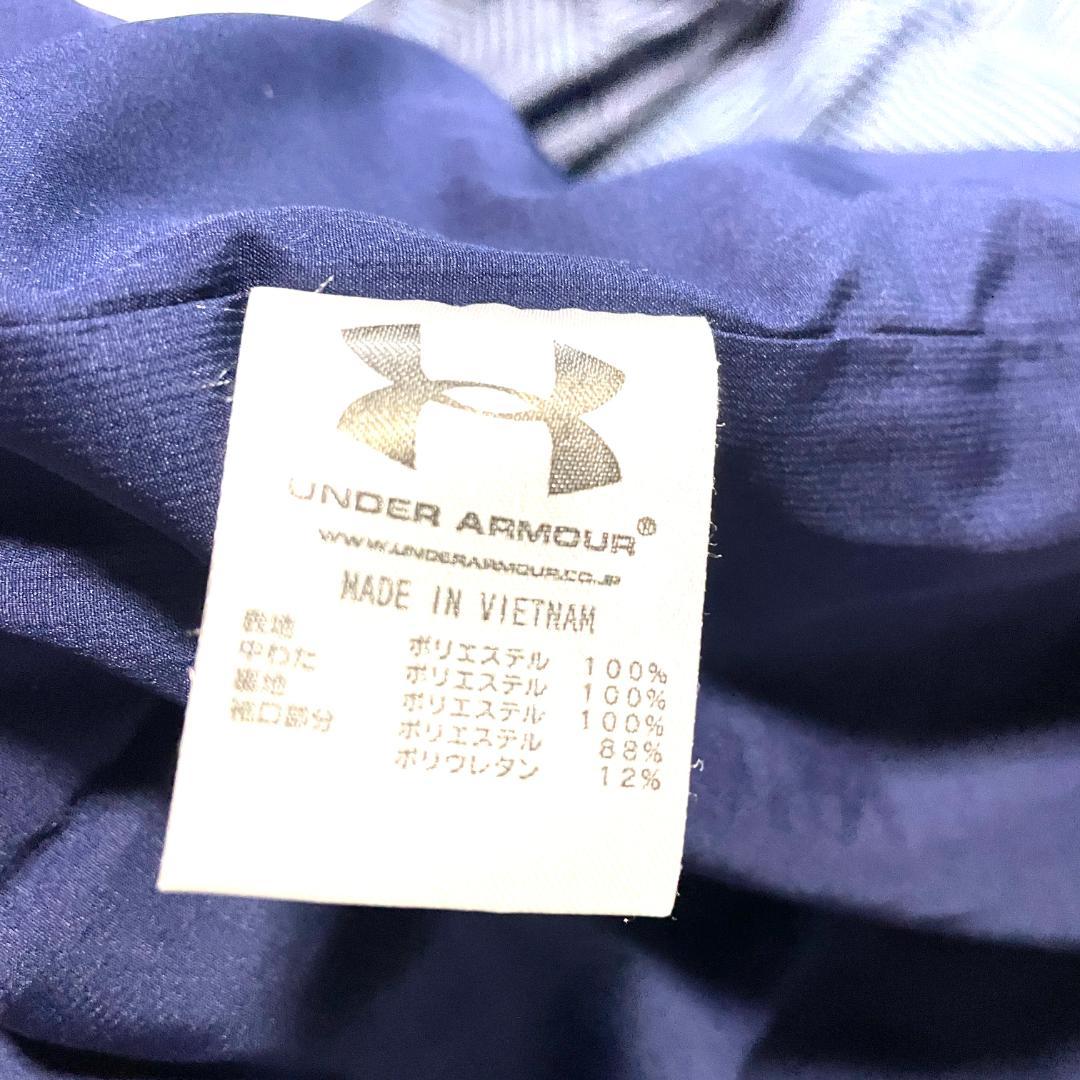 UNDER ARMOUR®
WWW.UNDERARMOUR.CO.JP
MADE IN VIETNAM
表地 ポリエステル 100%
中わた ポリエステル 100%
裏地 ポリエステル 100%
袖口部分 ポリエステル 88%
ポリウレタン 12%